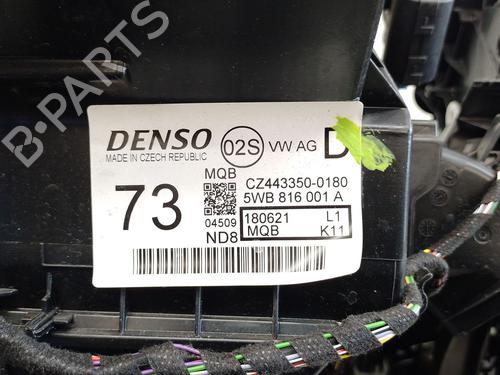 B-PARTS
DENSO
MADE IN CZECH REPUBLIC
02S
VW AG
D
73
MQB
04509
ND8
CZ443350-0180
5WB 816 001 A
180621 L1
MQB K11